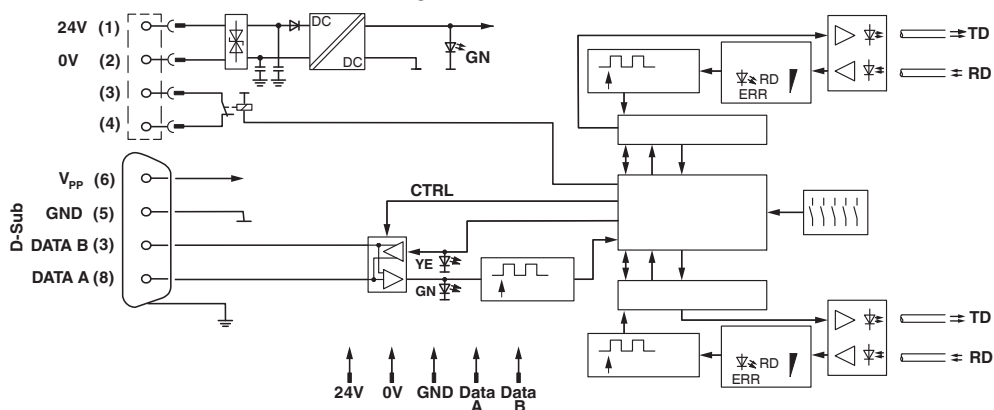 24V (1)
0V (2)
(3)
(4)
DC
DC
GN
D-Sub
VPP (6)
GND (5)
DATA B (3)
DATA A (8)
CTRL
YE
GN
RD
ERR
TD
RD
RD
ERR
TD
RD
24V
0V
GND
Data
A
Data
B